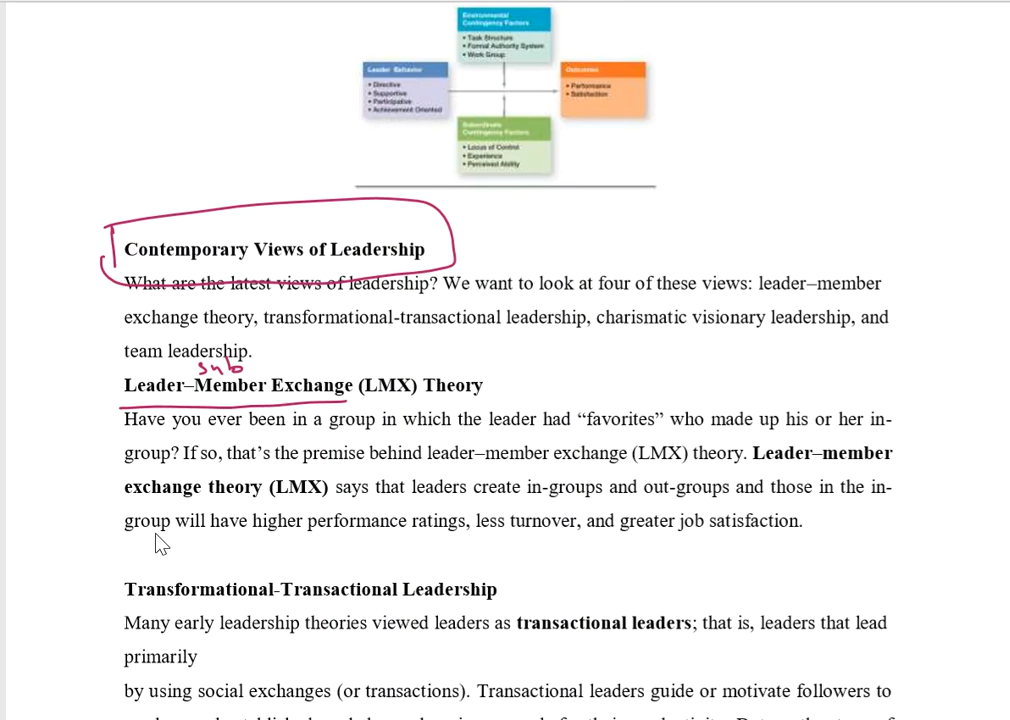 Environmental
Contingency Factors
• Task Structure
• Formal Authority System
• Work Group
Leader Behavior
• Directive
• Supportive
• Participative
• Achievement Oriented
Outcomes
• Performance
• Satisfaction
Subordinate
Contingency Factors
• Locus of Control
• Experience
• Perceived Ability
Contemporary Views of Leadership
What are the latest views of leadership? We want to look at four of these views: leader–member
exchange theory, transformational-transactional leadership, charismatic visionary leadership, and
team leadership.
sub
Leader–Member Exchange (LMX) Theory
Have you ever been in a group in which the leader had “favorites” who made up his or her in-
group? If so, that’s the premise behind leader–member exchange (LMX) theory. Leader–member
exchange theory (LMX) says that leaders create in-groups and out-groups and those in the in-
group will have higher performance ratings, less turnover, and greater job satisfaction.
Transformational-Transactional Leadership
Many early leadership theories viewed leaders as transactional leaders; that is, leaders that lead
primarily
by using social exchanges (or transactions). Transactional leaders guide or motivate followers to